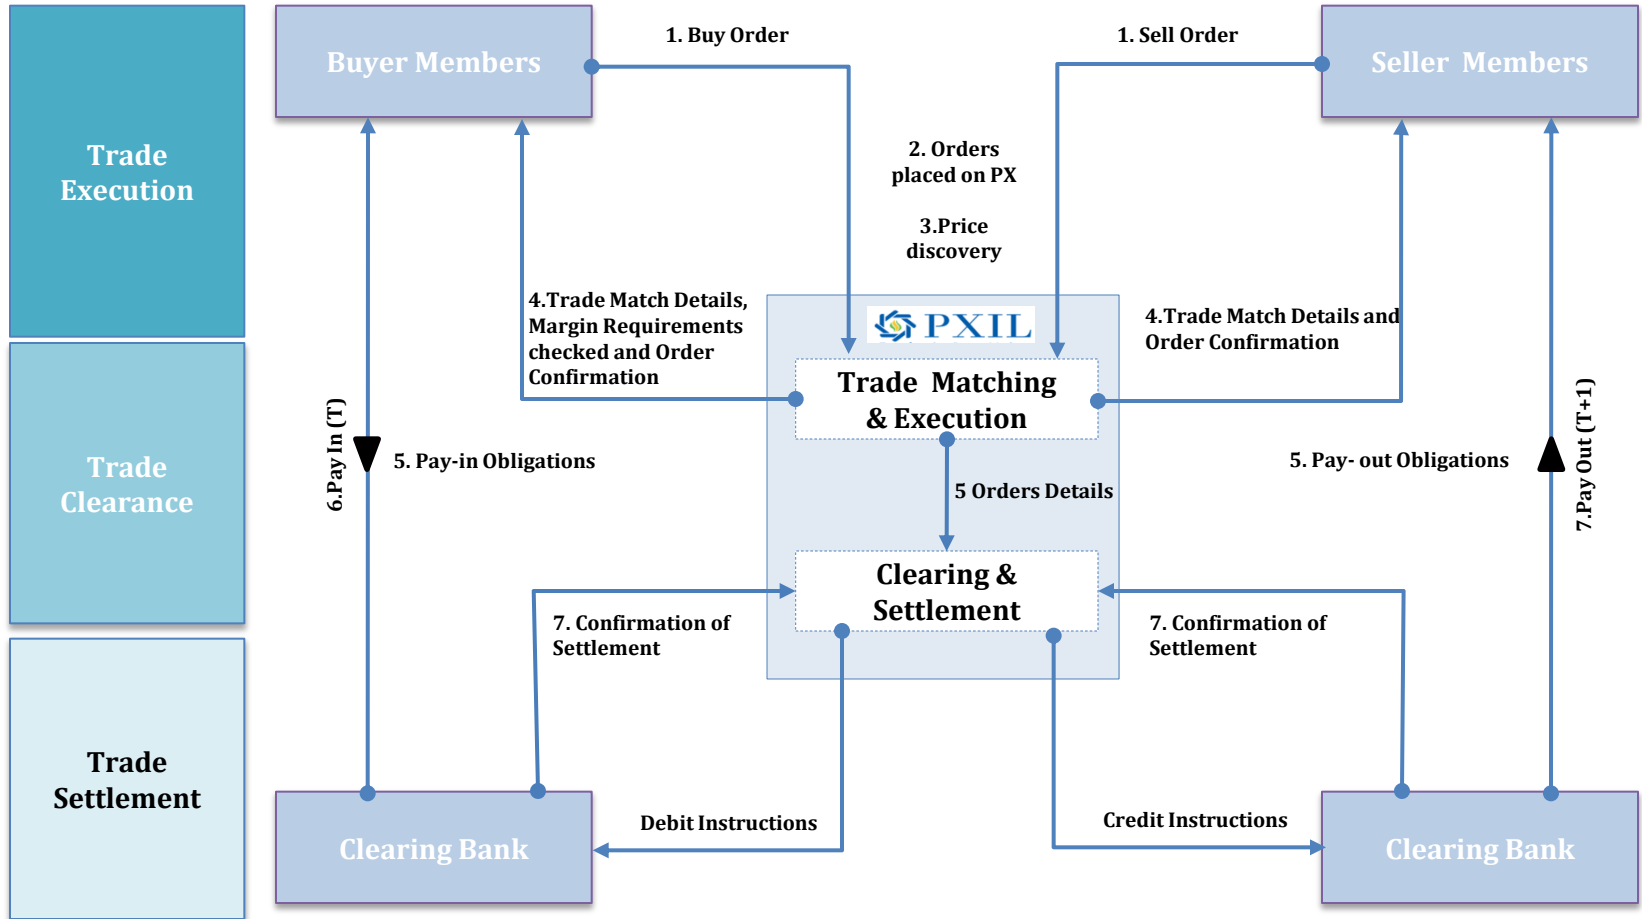 Trade
Execution
Trade
Clearance
Trade
Settlement
Buyer Members
1. Buy Order
1. Sell Order
Seller Members
2. Orders
placed on PX
3.Price
discovery
4.Trade Match Details,
Margin Requirements
checked and Order
Confirmation
PXIL
4.Trade Match Details and
Order Confirmation
Trade Matching
& Execution
6.Pay In (T)
5. Pay-in Obligations
5 Orders Details
5. Pay- out Obligations
7.Pay Out (T+1)
Clearing &
Settlement
7. Confirmation of
Settlement
7. Confirmation of
Settlement
Debit Instructions
Credit Instructions
Clearing Bank
Clearing Bank